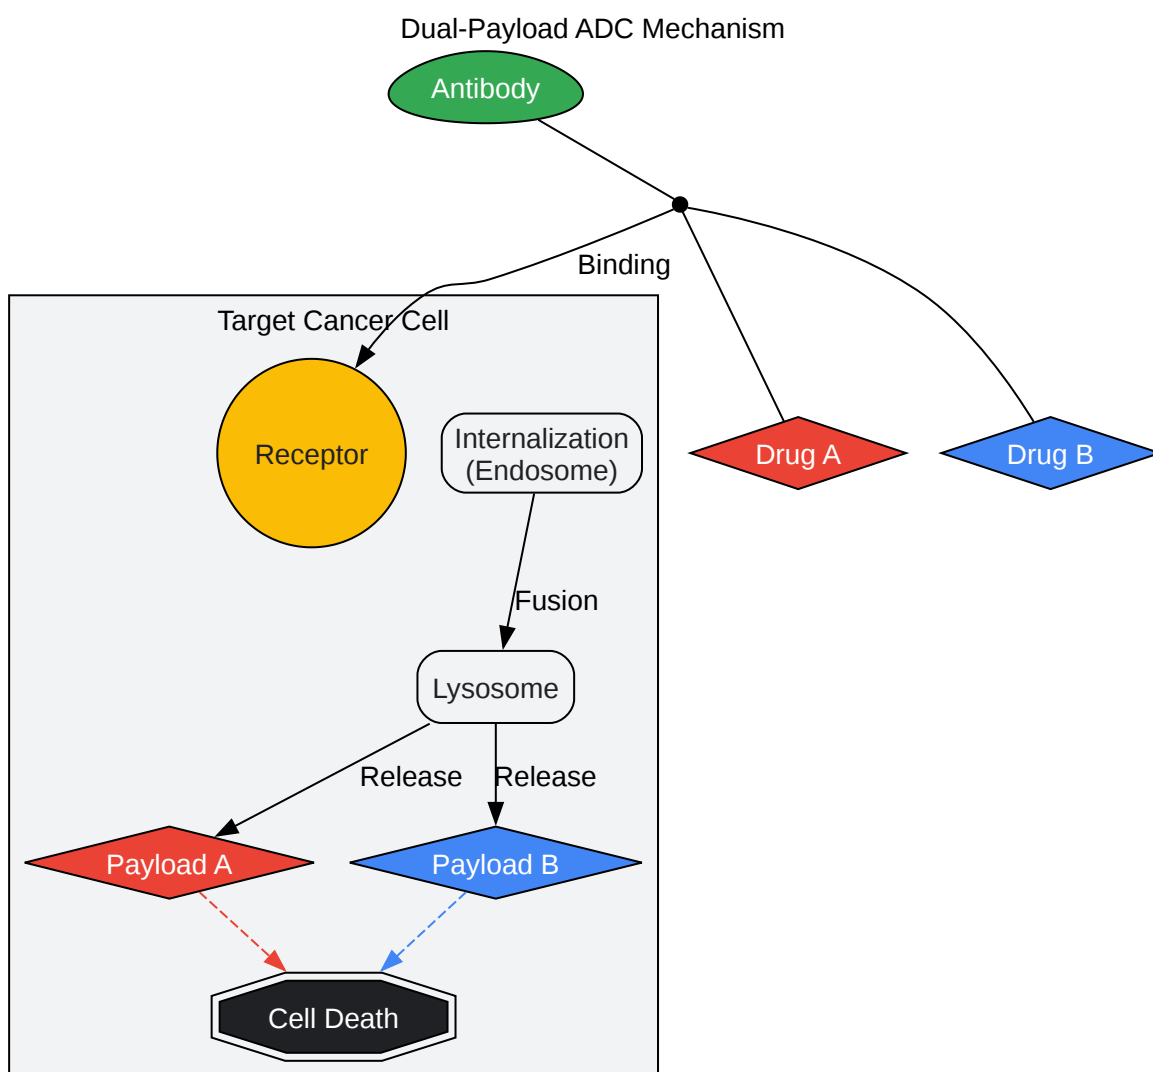 Dual-Payload ADC Mechanism
Antibody
Binding
Target Cancer Cell
Receptor
Internalization
(Endosome)
Drug A
Drug B
Fusion
Lysosome
Release
Release
Payload A
Payload B
Cell Death